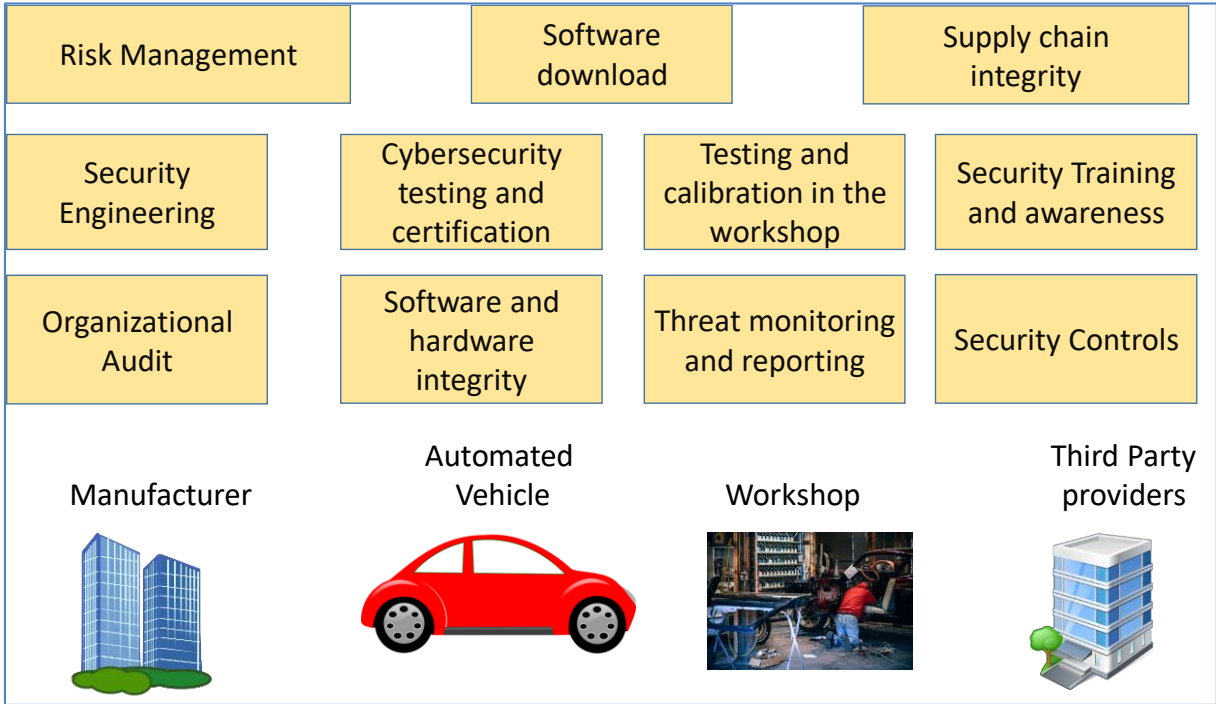 Risk Management
Software
download
Supply chain
integrity
Security
Engineering
Cybersecurity
testing and
certification
Testing and
calibration in the
workshop
Security Training
and awareness
Organizational
Audit
Software and
hardware
integrity
Threat monitoring
and reporting
Security Controls
Manufacturer
Automated
Vehicle
Workshop
Third Party
providers